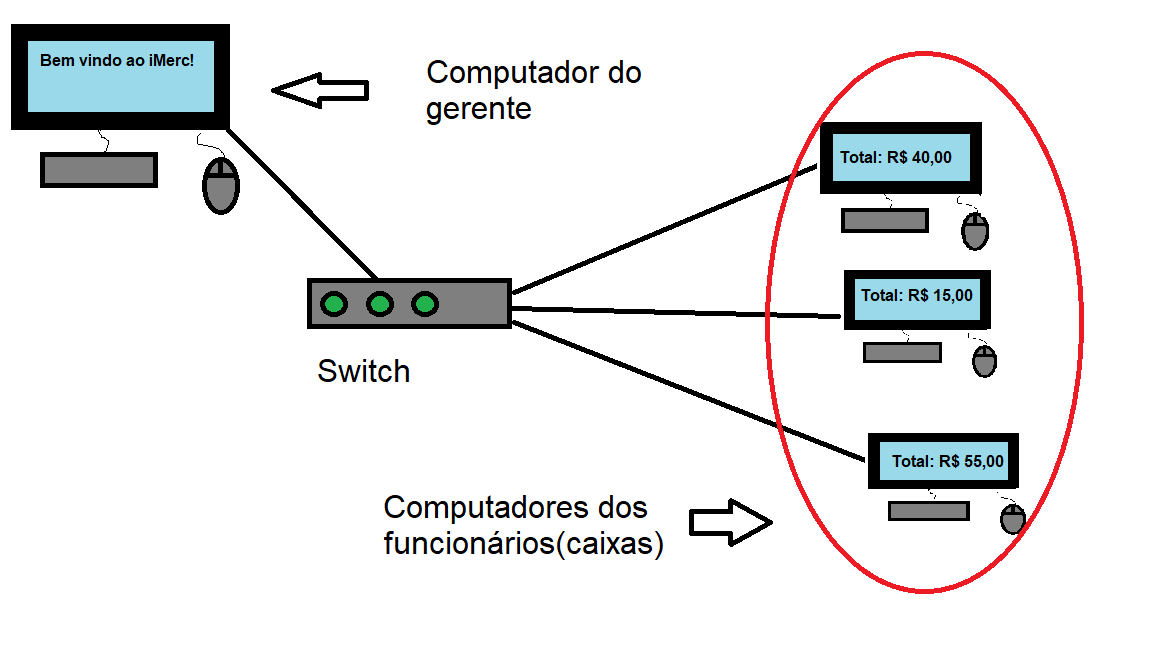 Bem vindo ao iMerc!
Computador do
gerente
Total: R$ 40,00
Total: R$ 15,00
Switch
Total: R$ 55,00
Computadores dos
funcionários(caixas)